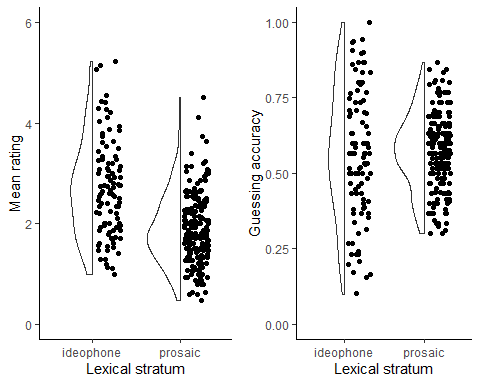 Mean rating
6
4
2
0
ideophone prosaic
Lexical stratum
Guessing accuracy
1.00
0.75
0.50
0.25
0.00
ideophone prosaic
Lexical stratum